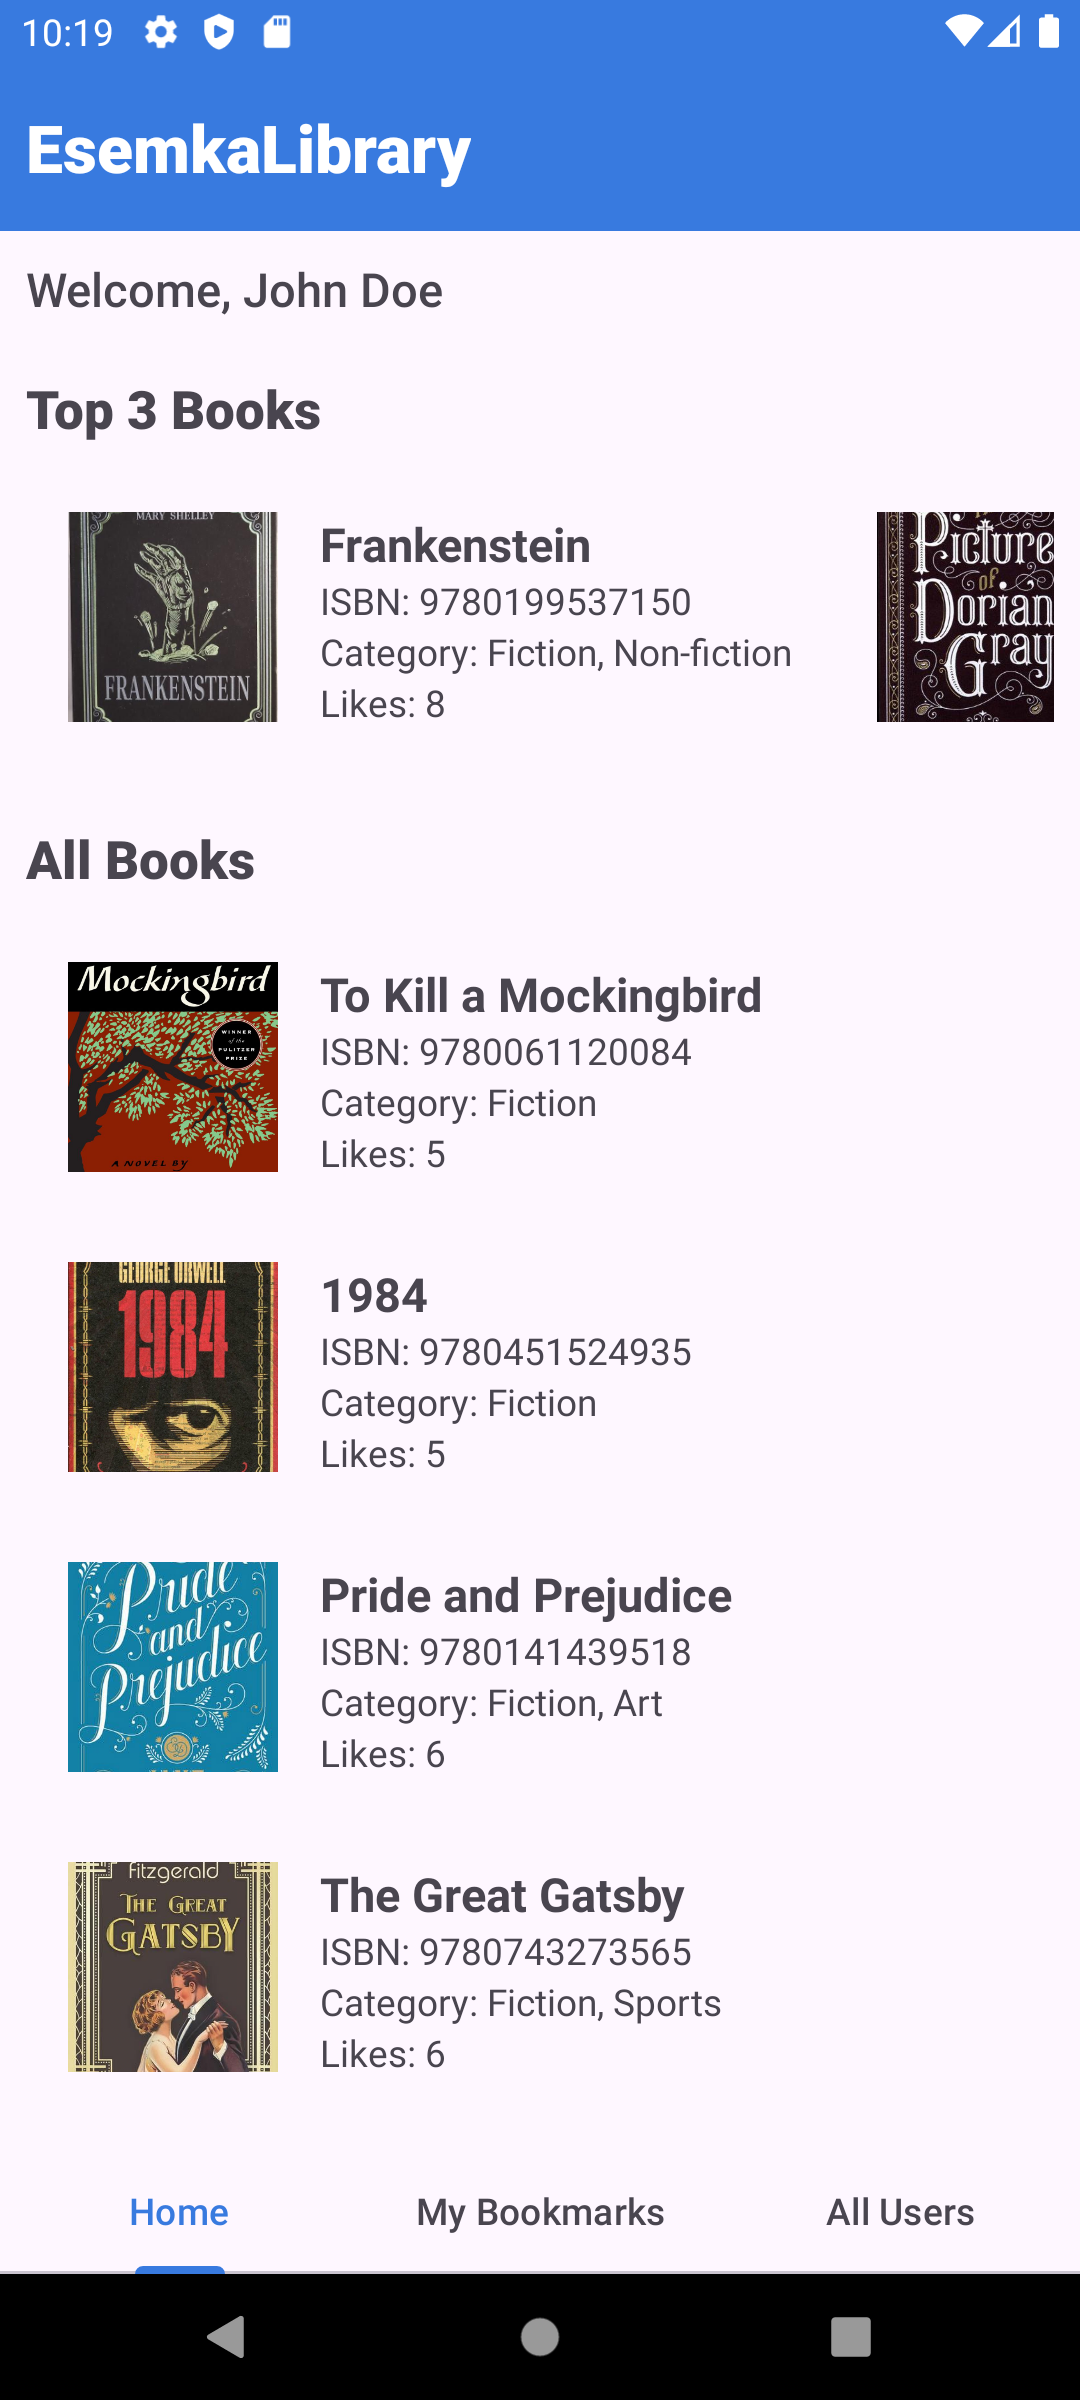 10:19
EsemkaLibrary
Welcome, John Doe
Top 3 Books
MARY SHELLEY
FRANKENSTEIN
Frankenstein
ISBN: 9780199537150
Category: Fiction, Non-fiction
Likes: 8
Picture
of
Dorian
Gray
All Books
Mockingbird
WINNER
of the
PULITZER
PRIZE
A NOVEL BY
To Kill a Mockingbird
ISBN: 9780061120084
Category: Fiction
Likes: 5
GEORGE ORWELL
1984
1984
ISBN: 9780451524935
Category: Fiction
Likes: 5
Pride
and
Prejudice
Pride and Prejudice
ISBN: 9780141439518
Category: Fiction, Art
Likes: 6
fitzgerald
THE GREAT
GATSBY
The Great Gatsby
ISBN: 9780743273565
Category: Fiction, Sports
Likes: 6
Home
My Bookmarks
All Users